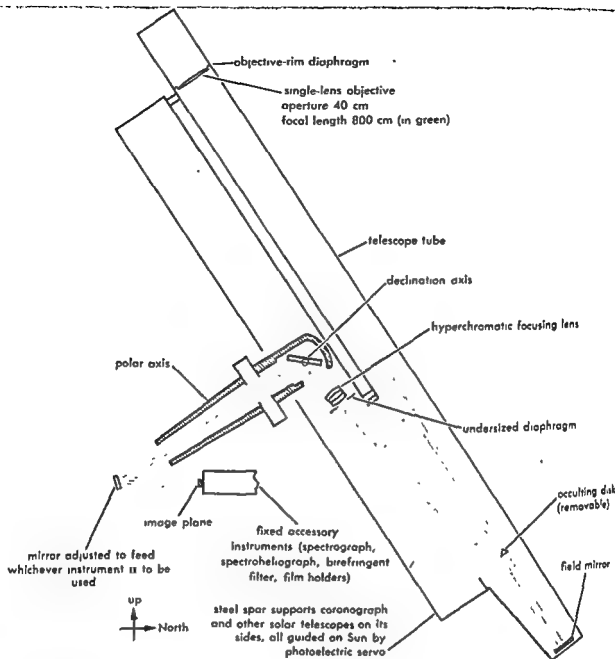 objective-rim diaphragm
single-lens objective
aperture 40 cm
focal length 800 cm (in green)
telescope tube
declination axis
hyperchromatic focusing lens
polar axis
undersized diaphragm
occulting disk
(removable)
image plane
field mirror
fixed accessory
instruments (spectrograph,
spectroheliograph, birefringent
filter, film holders)
mirror adjusted to feed
whichever instrument is to be
used
up
North
steel spar supports coronograph
and other solar telescopes on its
sides, all guided on Sun by
photoelectric servo